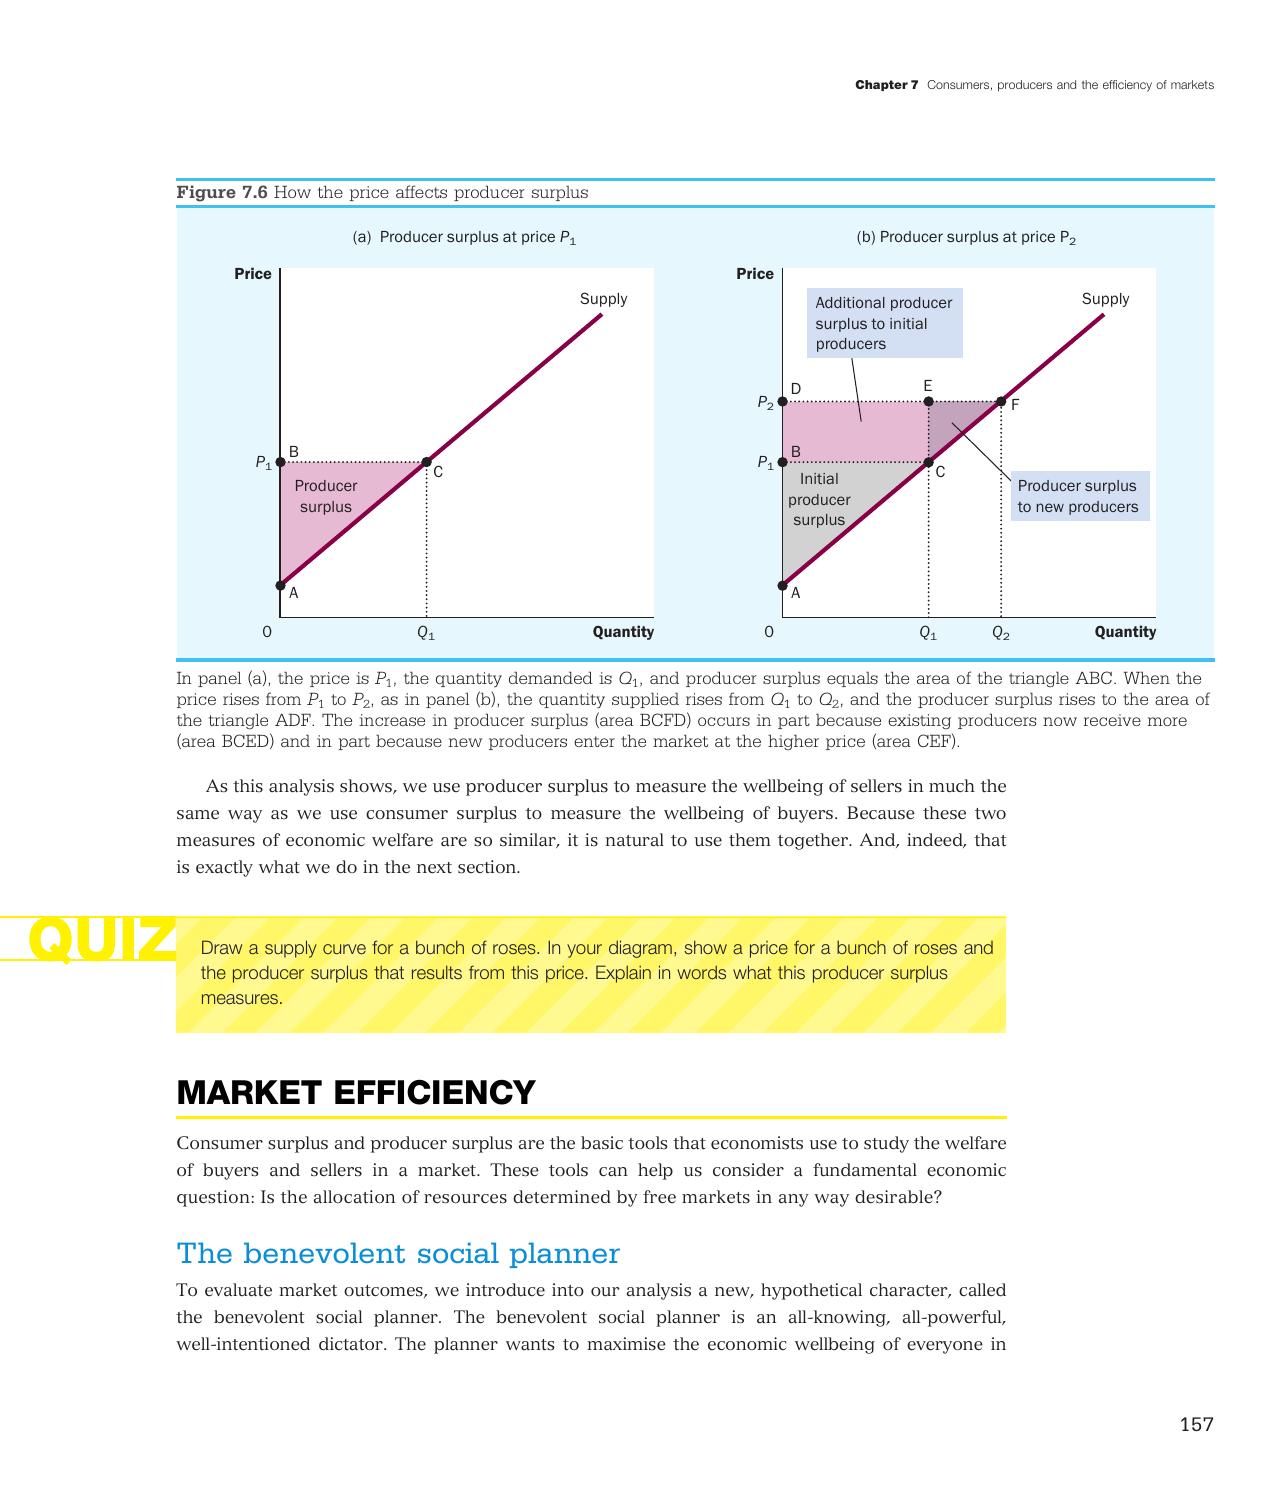 Chapter 7 Consumers, producers and the efficiency of markets
Figure 7.6 How the price affects producer surplus
(a) Producer surplus at price P1
Price
Supply
P1
B
C
Producer
surplus
A
0
Q1
Quantity
(b) Producer surplus at price P2
Price
Supply
Additional producer
surplus to initial
producers
P2
D
E
F
P1
B
C
Initial
producer
surplus
Producer surplus
to new producers
A
0
Q1
Q2
Quantity
In panel (a), the price is P1, the quantity demanded is Q1, and producer surplus equals the area of the triangle ABC. When the
price rises from P1 to P2, as in panel (b), the quantity supplied rises from Q1 to Q2, and the producer surplus rises to the area of
the triangle ADF. The increase in producer surplus (area BCFD) occurs in part because existing producers now receive more
(area BCED) and in part because new producers enter the market at the higher price (area CEF).
As this analysis shows, we use producer surplus to measure the wellbeing of sellers in much the
same way as we use consumer surplus to measure the wellbeing of buyers. Because these two
measures of economic welfare are so similar, it is natural to use them together. And, indeed, that
is exactly what we do in the next section.
QUIZ
Draw a supply curve for a bunch of roses. In your diagram, show a price for a bunch of roses and
the producer surplus that results from this price. Explain in words what this producer surplus
measures.
MARKET EFFICIENCY
Consumer surplus and producer surplus are the basic tools that economists use to study the welfare
of buyers and sellers in a market. These tools can help us consider a fundamental economic
question: Is the allocation of resources determined by free markets in any way desirable?
The benevolent social planner
To evaluate market outcomes, we introduce into our analysis a new, hypothetical character, called
the benevolent social planner. The benevolent social planner is an all-knowing, all-powerful,
well-intentioned dictator. The planner wants to maximise the economic wellbeing of everyone in
157